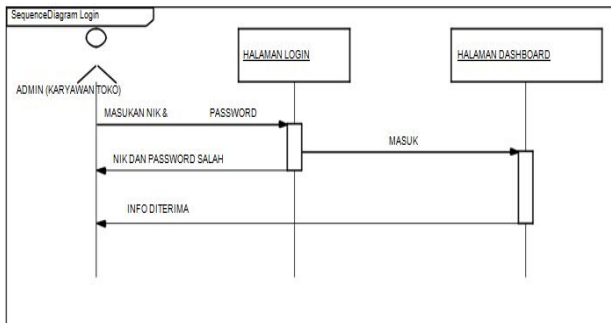 SequenceDiagram Login
HALAMAN LOGIN
HALAMAN DASHBOARD
ADMIN (KARYAWAN TOKO)
MASUKAN NIK & PASSWORD
MASUK
NIK DAN PASSWORD SALAH
INFO DITERIMA